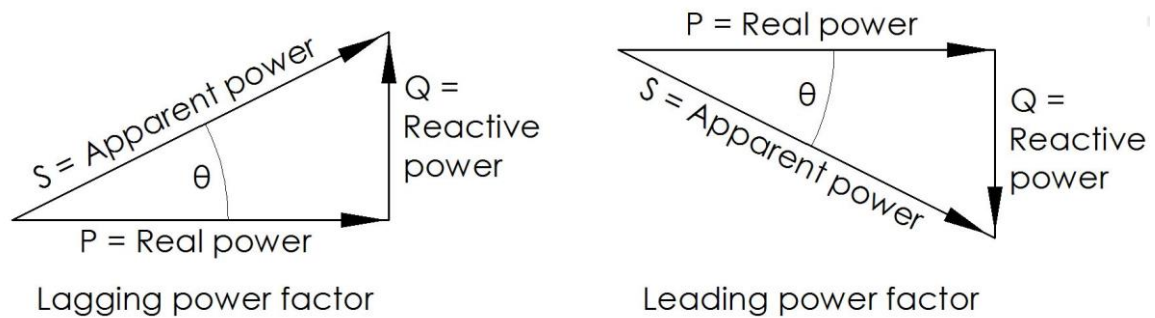 S = Apparent power
θ
Q =
Reactive
power
P = Real power
Lagging power factor
P = Real power
θ
S = Apparent power
Q =
Reactive
power
Leading power factor